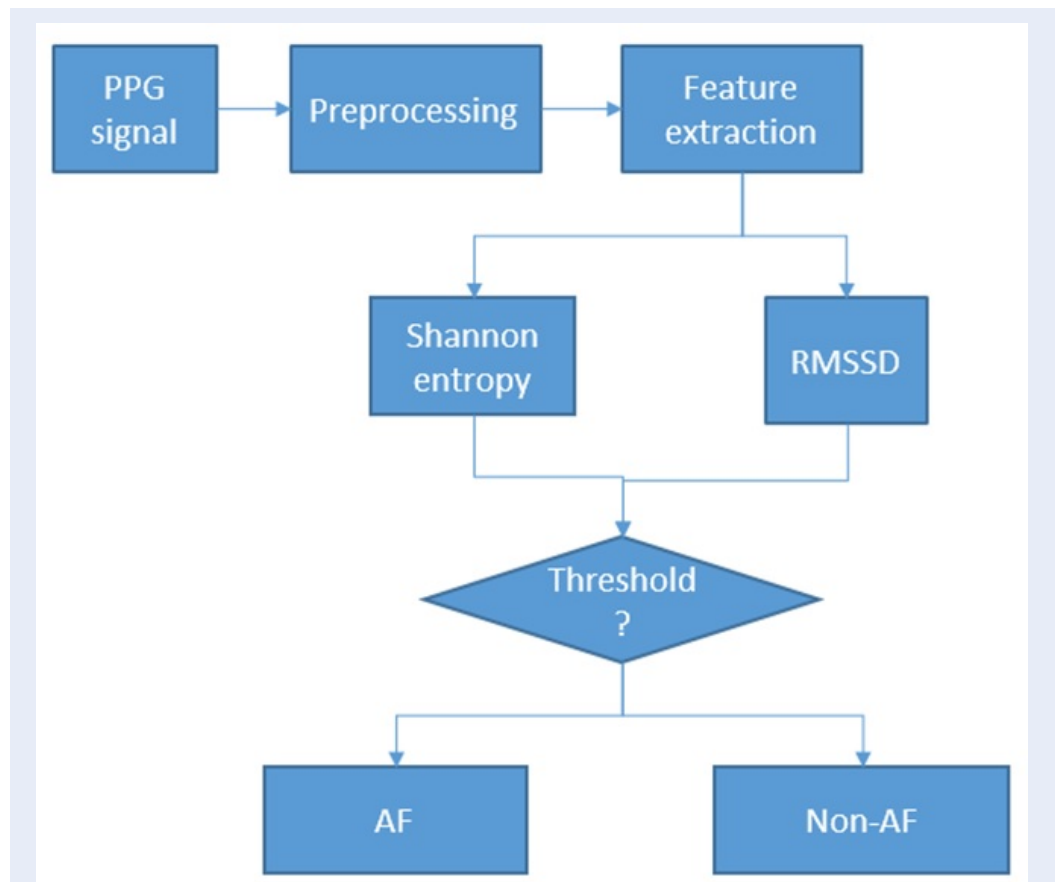 PPG
signal
Preprocessing
Feature
extraction
Shannon
entropy
RMSSD
Threshold
?
AF
Non-AF